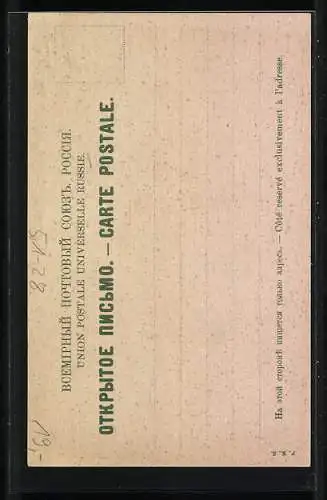 ВСЕМІРНЫЙ ПОЧТОВЫЙ СОЮЗЪ. РОССІЯ.
UNION POSTALE UNIVERSELLE RUSSIE.
ОТКРЫТОЕ ПИСЬМО. — CARTE POSTALE.
На этой сторонѣ пишется только адресъ. — Côté reservé exclusivement à l'adresse.